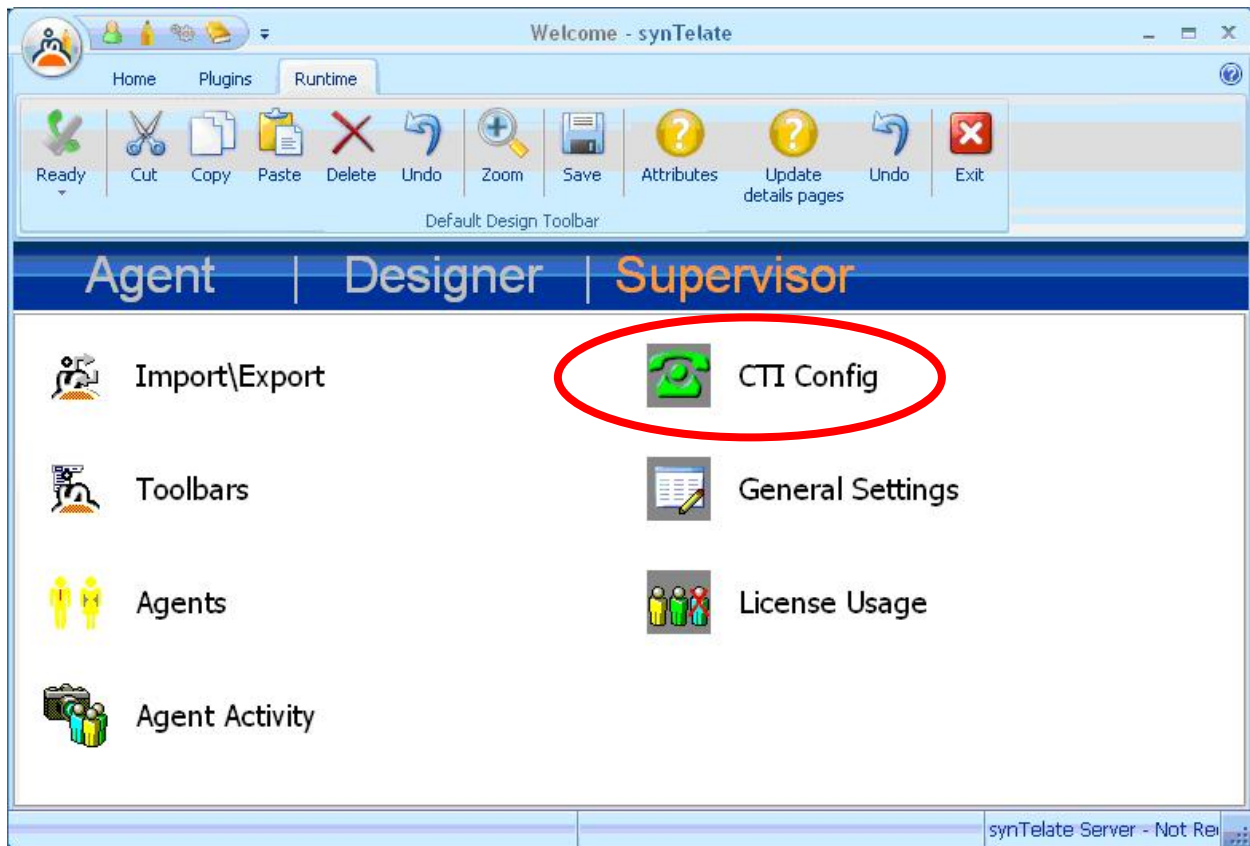 Welcome - synTelate
Home Plugins Runtime
Ready Cut Copy Paste Delete Undo Zoom Save Attributes Update details pages Undo Exit
Default Design Toolbar
Agent | Designer | Supervisor
Import\Export
CTI Config
Toolbars
General Settings
Agents
License Usage
Agent Activity
synTelate Server - Not